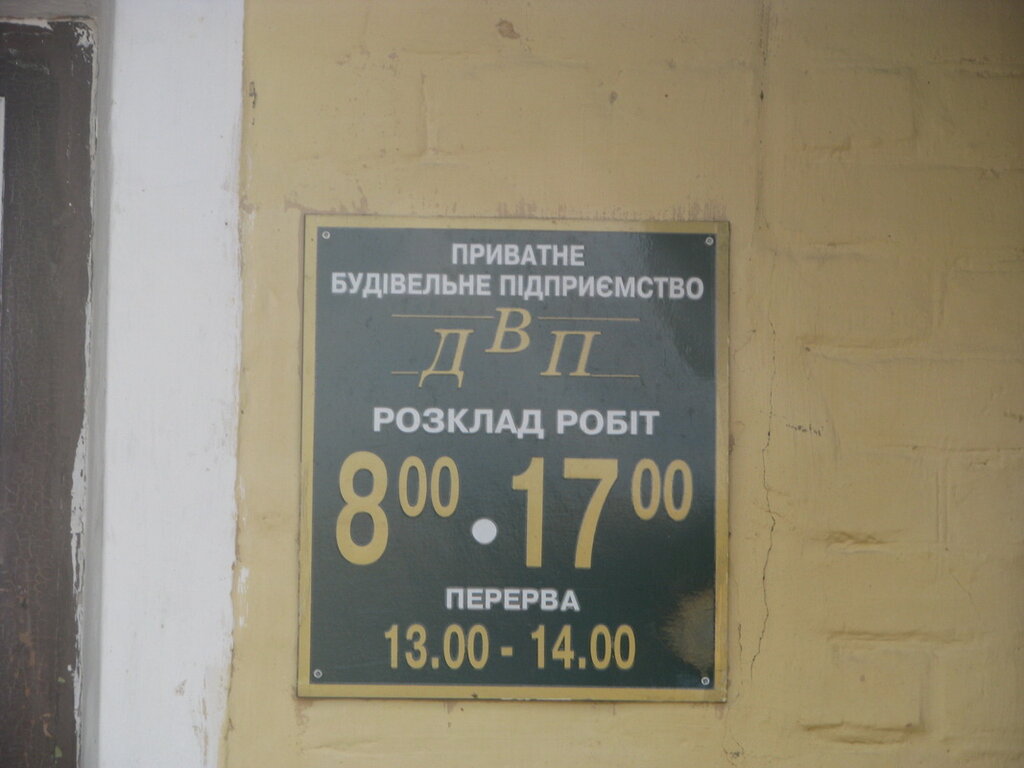 ПРИВАТНЕ
БУДІВЕЛЬНЕ ПІДПРИЄМСТВО
ДВП
РОЗКЛАД РОБІТ
8 00 • 17 00
ПЕРЕРВА
13.00 - 14.00